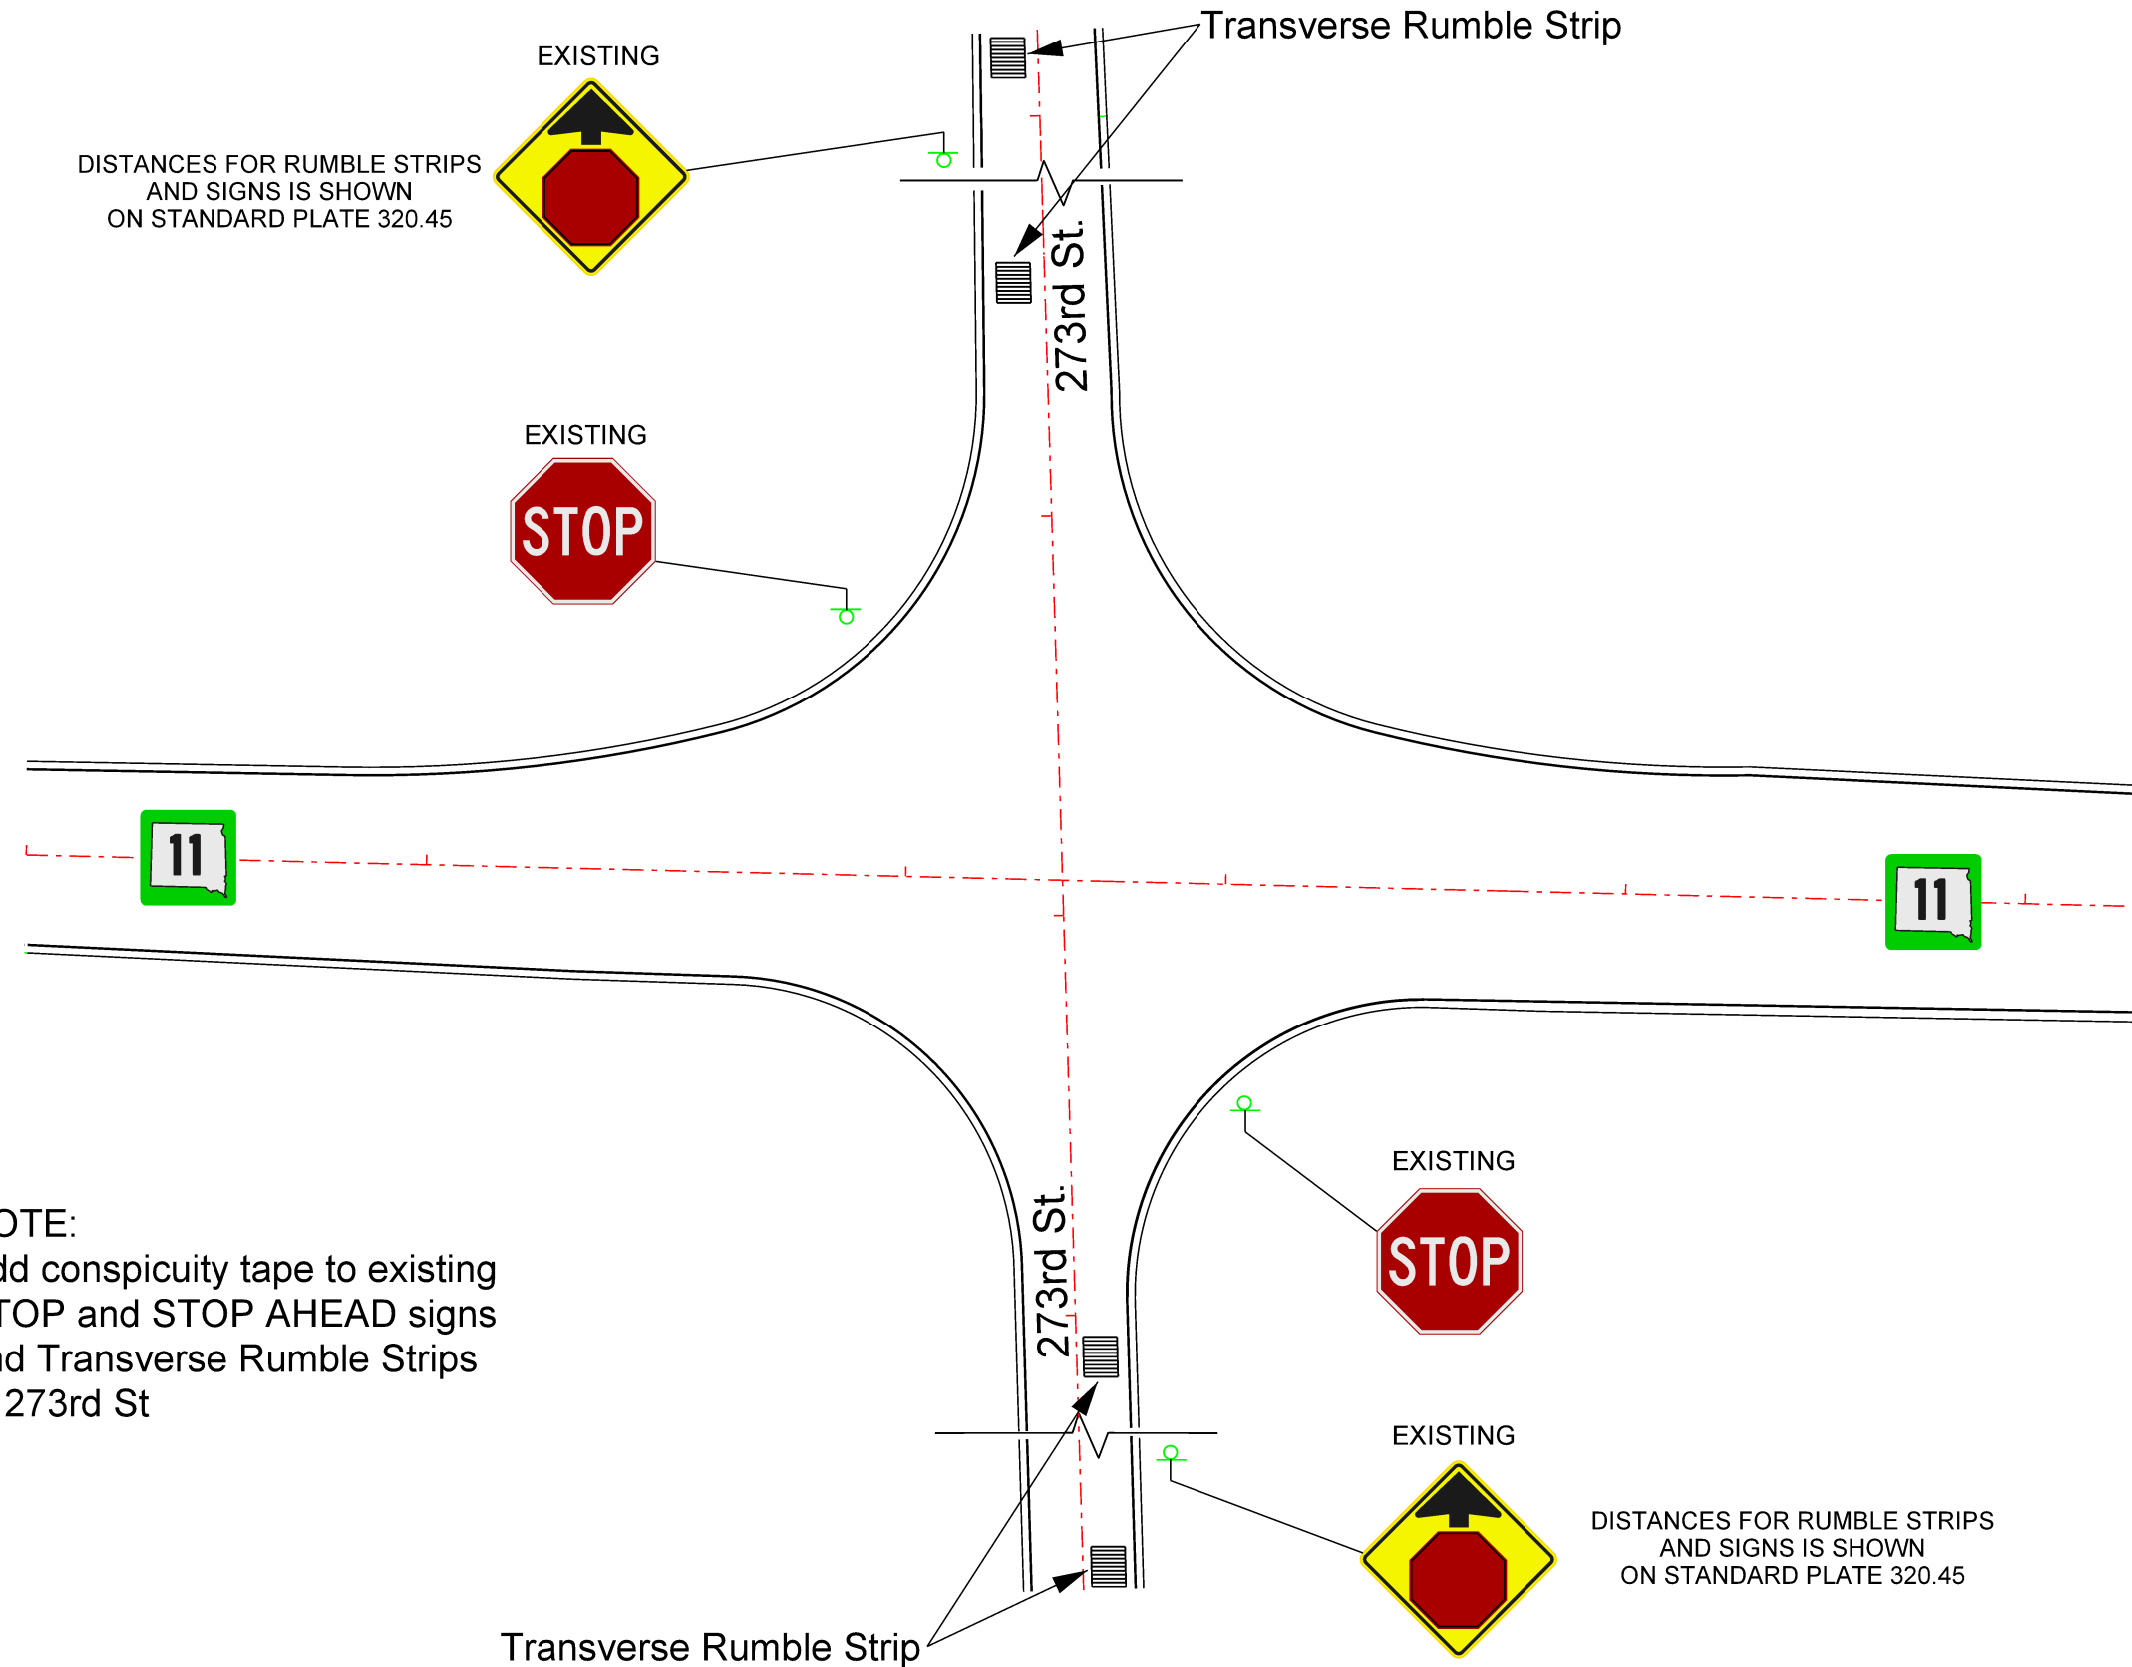 Transverse Rumble Strip
EXISTING
DISTANCES FOR RUMBLE STRIPS
AND SIGNS IS SHOWN
ON STANDARD PLATE 320.45
273rd St.
EXISTING
STOP
11
11
EXISTING
STOP
273rd St.
OTE:
dd conspicuity tape to existing
TOP and STOP AHEAD signs
nd Transverse Rumble Strips
273rd St
EXISTING
DISTANCES FOR RUMBLE STRIPS
AND SIGNS IS SHOWN
ON STANDARD PLATE 320.45
Transverse Rumble Strip